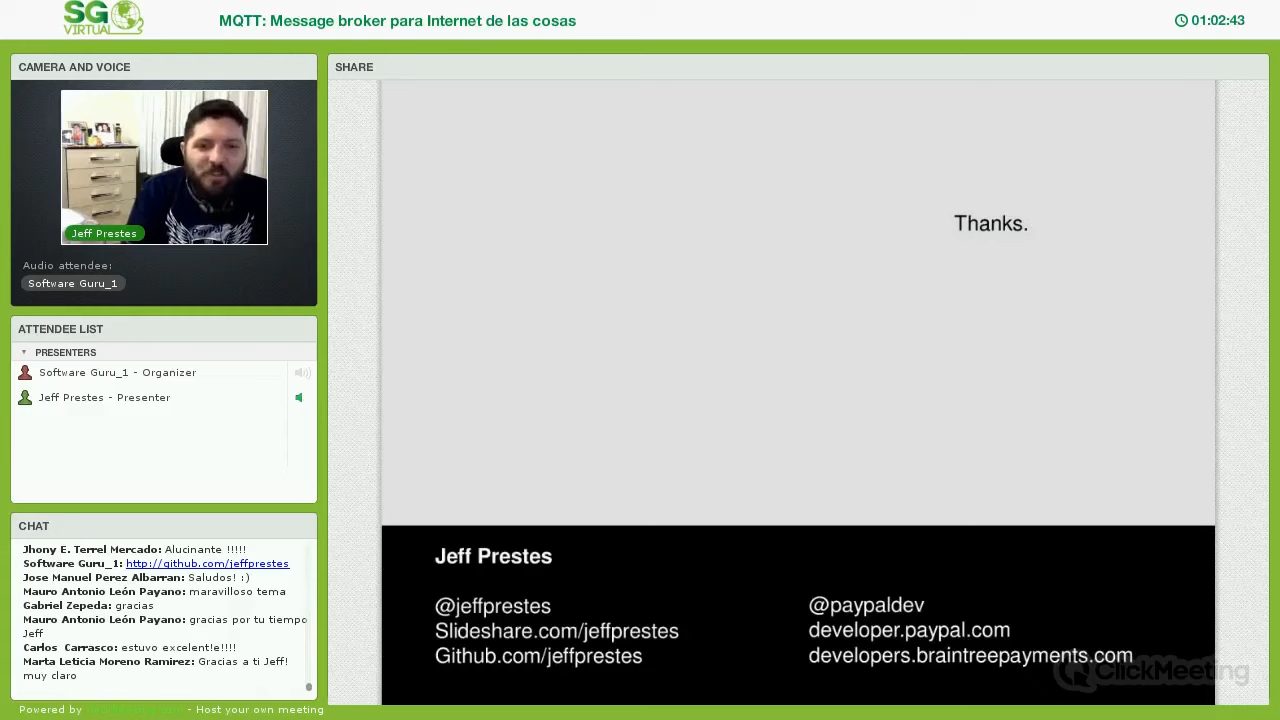 SG
VIRTUAL
MQTT: Message broker para Internet de las cosas
01:02:43
CAMERA AND VOICE
Jeff Prestes
Audio attendee:
Software Guru_1
ATTENDEE LIST
PRESENTERS
Software Guru_1 - Organizer
Jeff Prestes - Presenter
CHAT
Jhony E. Terrel Mercado: Alucinante !!!!!
Software Guru_1: http://github.com/jeffprestes
Jose Manuel Perez Albarran: Saludos! :)
Mauro Antonio León Payano: maravilloso tema
Gabriel Zepeda: gracias
Mauro Antonio León Payano: gracias por tu tiempo
Jeff
Carlos Carrasco: estuvo excelent!e!!!!
Marta Leticia Moreno Ramirez: Gracias a ti Jeff!
muy claro
Powered by - Host your own meeting
SHARE
Thanks.
Jeff Prestes
@jeffprestes
Slideshare.com/jeffprestes
Github.com/jeffprestes
@paypaldev
developer.paypal.com
developers.braintreepayments.com
ClickMeeting